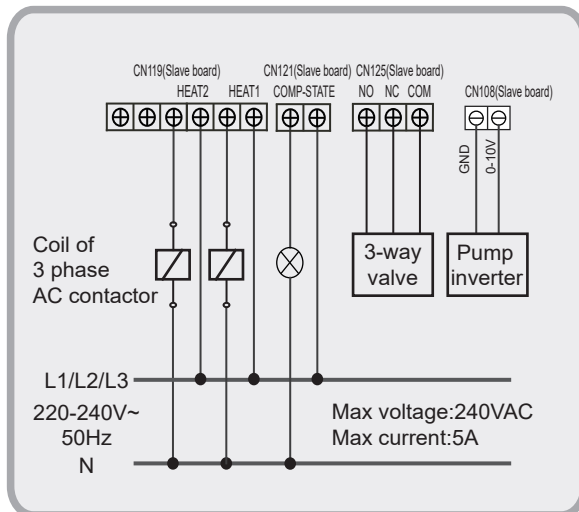 CN119(Slave board) CN121(Slave board) CN125(Slave board)
HEAT2 HEAT1 COMP-STATE NO NC COM CN108(Slave board)
GND
0-10V
Coil of
3 phase
AC contactor
3-way
valve
Pump
inverter
L1/L2/L3
220-240V~
50Hz
N
Max voltage:240VAC
Max current:5A